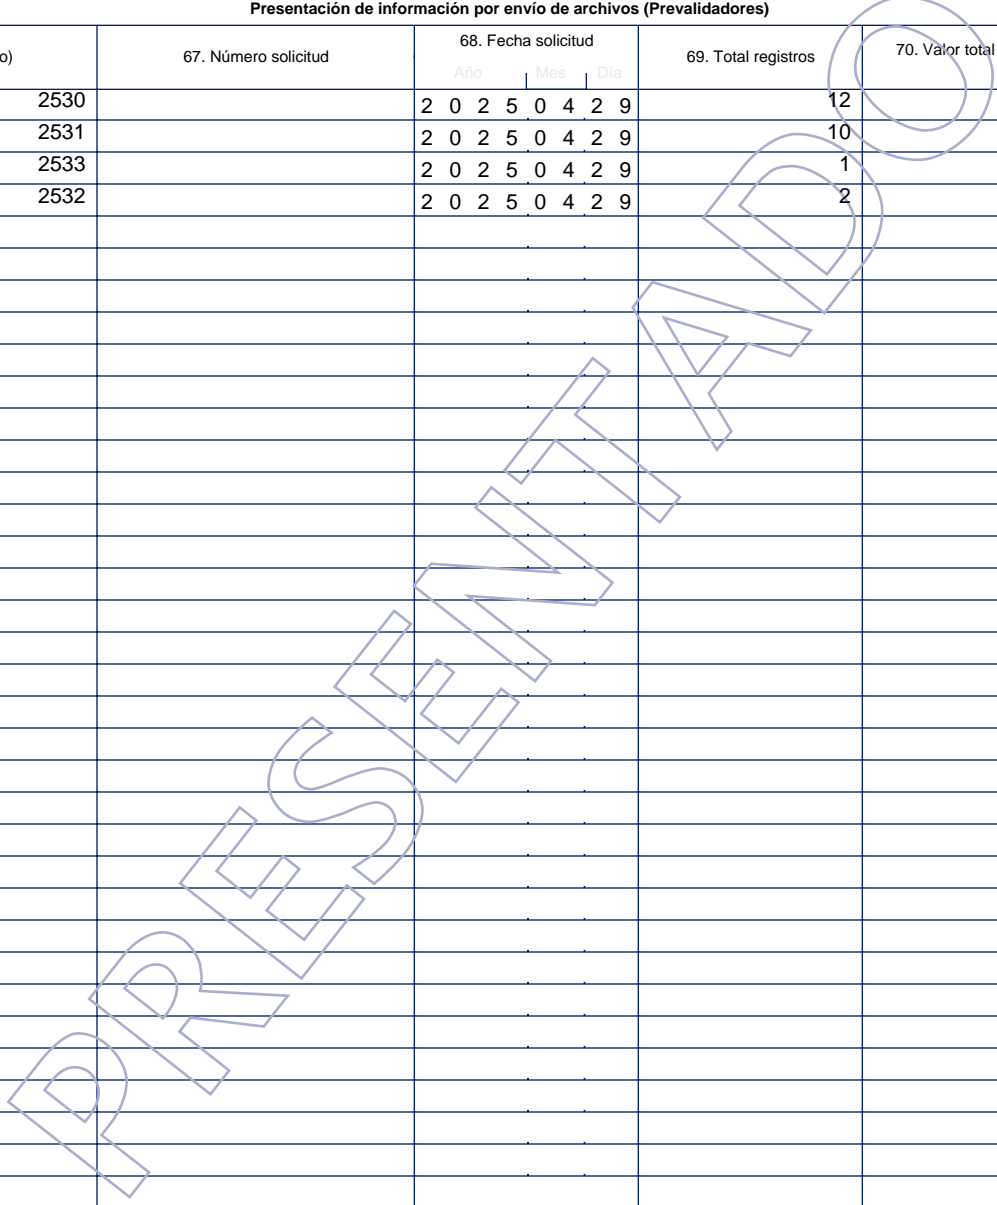 Presentación de información por envío de archivos (Prevalidadores)
o) 67. Número solicitud 68. Fecha solicitud 69. Total registros 70. Valor total
Año Mes Día
2530 2 0 2 5 0 4 2 9 12
2531 2 0 2 5 0 4 2 9 10
2533 2 0 2 5 0 4 2 9 1
2532 2 0 2 5 0 4 2 9 2
PRESENTADO